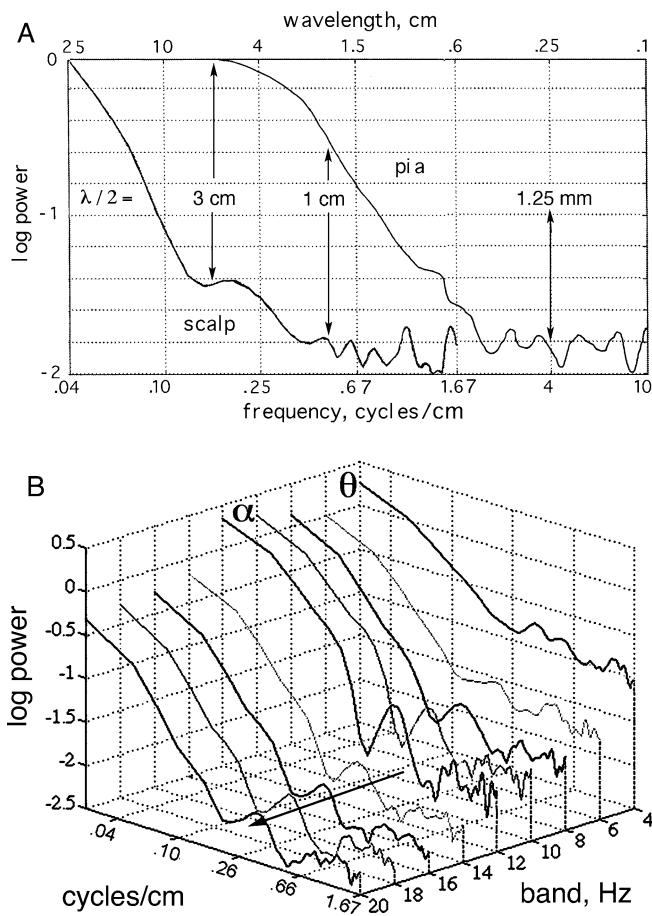 A
wavelength, cm
25 10 4 1.5 .6 .25 .1
0
pia
λ/2 = 3 cm 1 cm 1.25 mm
-1
log power
scalp
-2
.04 .10 .25 .67 1.67 4 10
frequency, cycles/cm
B
θ
α
0.5
0
-0.5
-1
-1.5
-2
-2.5
log power
.04 .10 .26 .66 1.67
20 18 16 14 12 10 8 6 4
cycles/cm
band, Hz